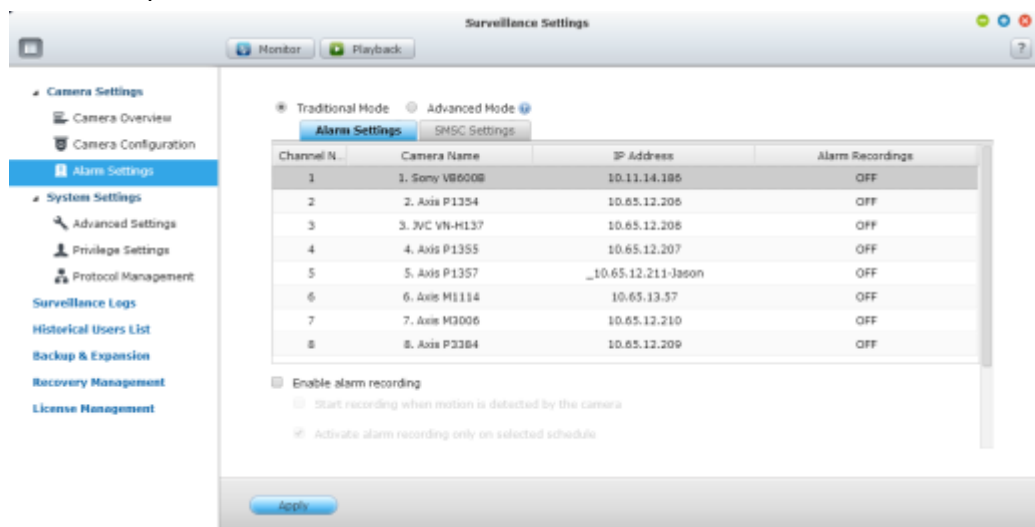 Surveillance Settings
Monitor Playback ?
Camera Settings
Camera Overview
Camera Configuration
Alarm Settings
System Settings
Advanced Settings
Privilege Settings
Protocol Management
Surveillance Logs
Historical Users List
Backup & Expansion
Recovery Management
License Management
Traditional Mode Advanced Mode
Alarm Settings SMSC Settings
Channel N... Camera Name IP Address Alarm Recordings
1 1. Sony VB600B 10.11.14.186 OFF
2 2. Axis P1354 10.65.12.206 OFF
3 3. JVC VN-H137 10.65.12.208 OFF
4 4. Axis P1355 10.65.12.207 OFF
5 5. Axis P1357 _10.65.12.211-Jason OFF
6 6. Axis M1114 10.65.13.57 OFF
7 7. Axis M3006 10.65.12.210 OFF
8 8. Axis P3384 10.65.12.209 OFF
Enable alarm recording
Start recording when motion is detected by the camera
Activate alarm recording only on selected schedule
Apply